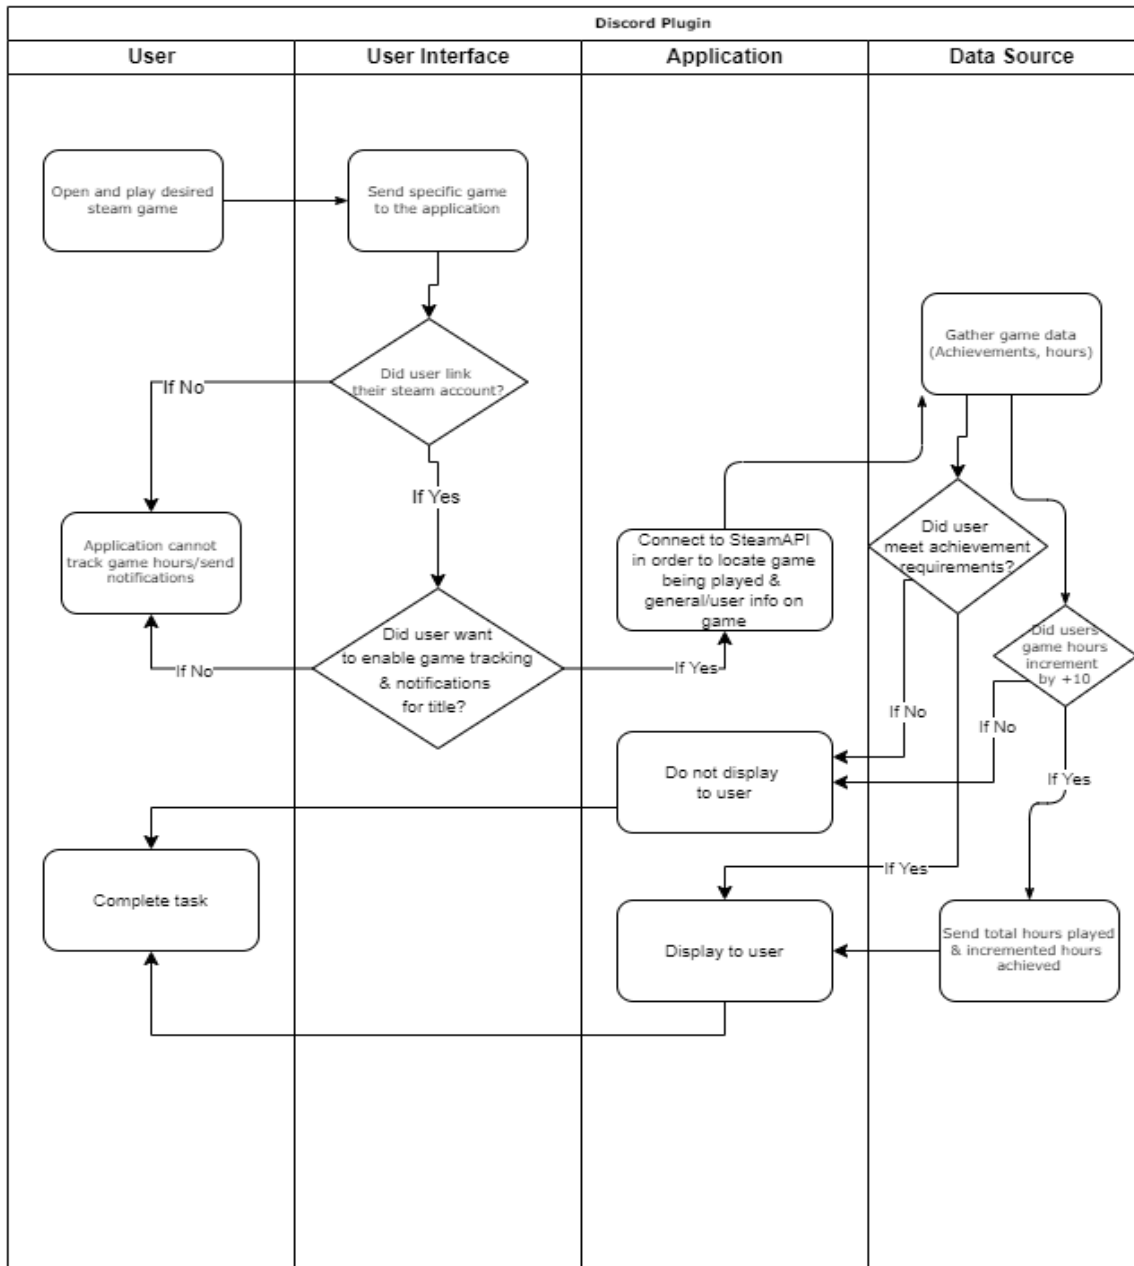 Discord Plugin
User
User Interface
Application
Data Source
Open and play desired
steam game
Send specific game
to the application
Gather game data
(Achievements, hours)
Did user link
their steam account?
If No
If Yes
Application cannot
track game hours/send
notifications
Connect to SteamAPI
in order to locate game
being played &
general/user info on
game
Did user
meet achievement
requirements?
Did user want
to enable game tracking
& notifications
for title?
If No
If Yes
Did users
game hours
increment
by +10
If No
If No
If Yes
Do not display
to user
If Yes
Complete task
Display to user
Send total hours played
& incremented hours
achieved